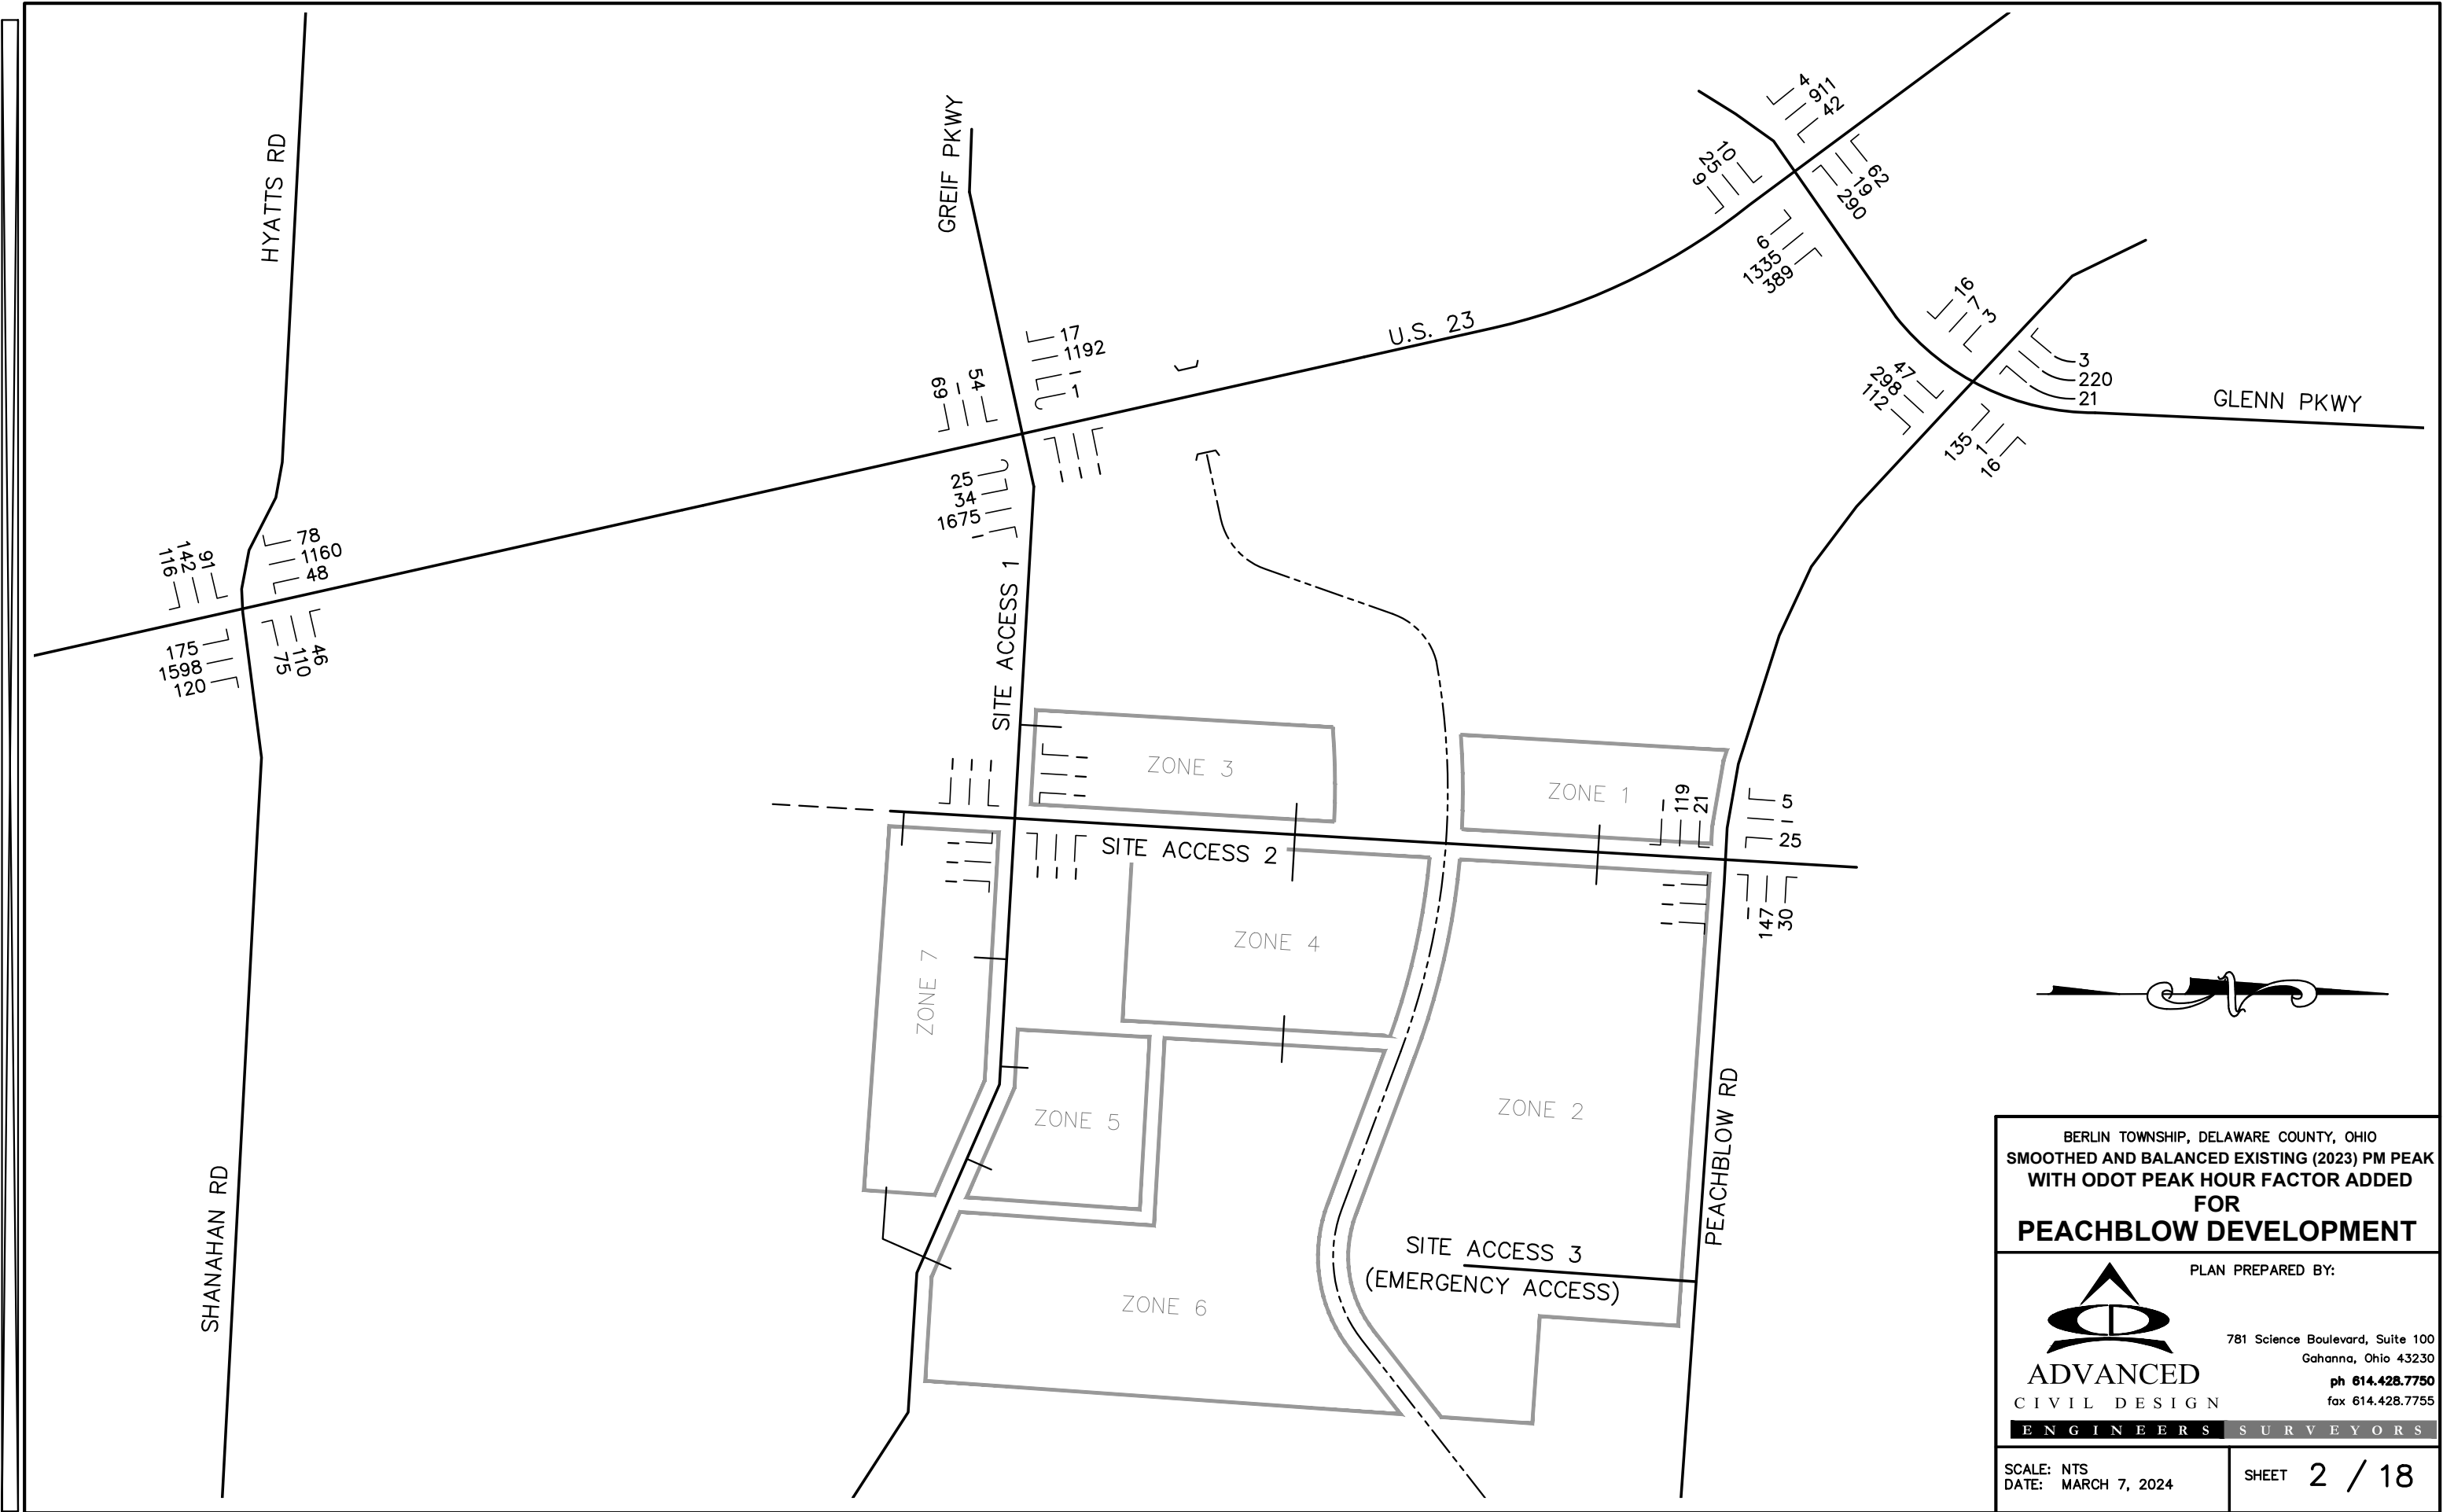 HYATTS RD
GREIF PKWY
4
911
42
10
25
9
62
19
290
6
1335
389
16
7
3
3
220
21
47
298
112
135
1
16
GLENN PKWY
U.S. 23
17
1192
-
1
69
-
54
- - -
25
34
1675
-
SITE ACCESS 1
78
1160
48
116
142
91
175
1598
120
75
110
46
ZONE 3
ZONE 1
- - -
-
-
-
-
119
21
5
-
25
SITE ACCESS 2
-
-
-
- - -
-
-
-
-
147
30
ZONE 4
ZONE 7
ZONE 5
ZONE 2
PEACHBLOW RD
SHANAHAN RD
SITE ACCESS 3
(EMERGENCY ACCESS)
ZONE 6
BERLIN TOWNSHIP, DELAWARE COUNTY, OHIO
SMOOTHED AND BALANCED EXISTING (2023) PM PEAK
WITH ODOT PEAK HOUR FACTOR ADDED
FOR
PEACHBLOW DEVELOPMENT
PLAN PREPARED BY:
781 Science Boulevard, Suite 100
Gahanna, Ohio 43230
ph 614.428.7750
fax 614.428.7755
ADVANCED
CIVIL DESIGN
ENGINEERS SURVEYORS
SCALE: NTS
DATE: MARCH 7, 2024
SHEET 2 / 18